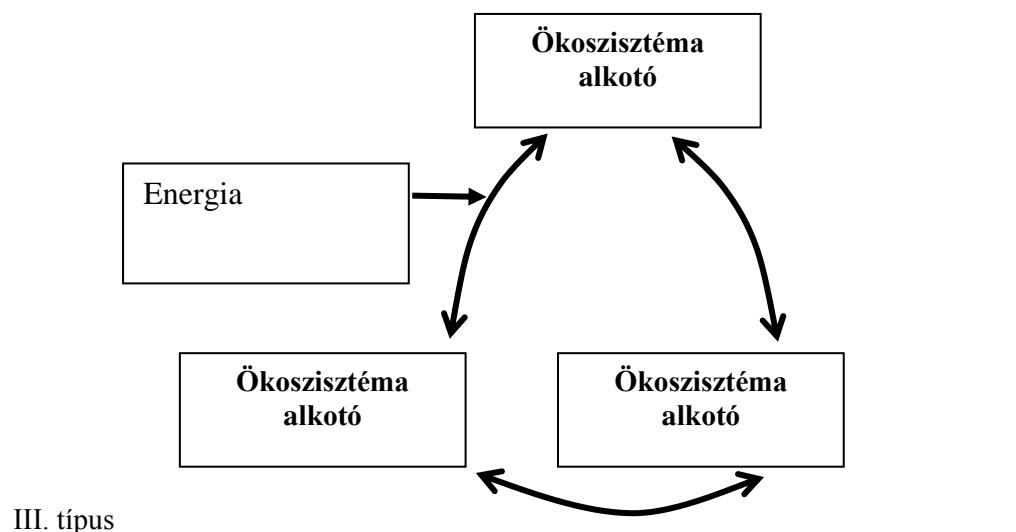 Ökoszisztéma
alkotó
Energia
Ökoszisztéma
alkotó
Ökoszisztéma
alkotó
III. típus